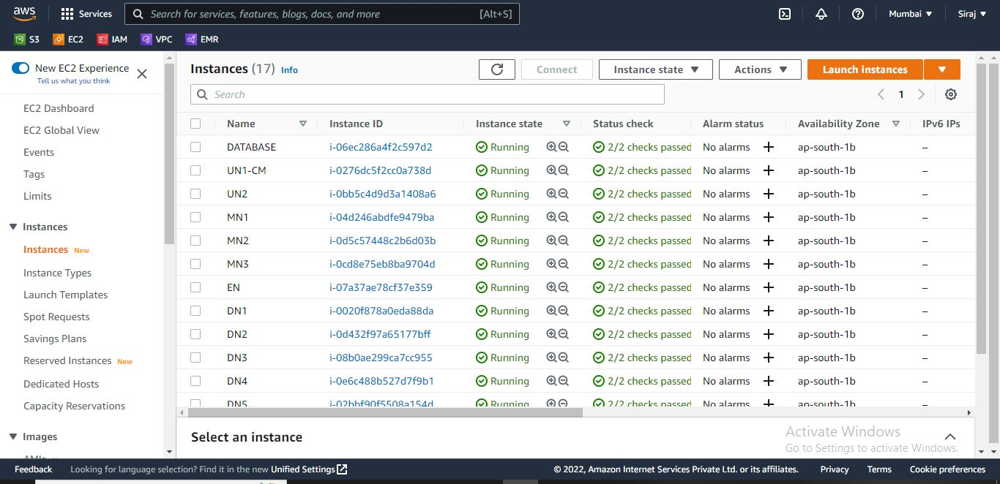 aws Services Search for services, features, blogs, docs, and more [Alt+S] Mumbai ▼ Siraj ▼
S3 EC2 IAM VPC EMR
New EC2 Experience
Tell us what you think
EC2 Dashboard
EC2 Global View
Events
Tags
Limits
Instances
Instances New
Instance Types
Launch Templates
Spot Requests
Savings Plans
Reserved Instances New
Dedicated Hosts
Capacity Reservations
Images
AMIs
Instances (17) Info Connect Instance state ▼ Actions ▼ Launch instances ▼
Search 1
Name Instance ID Instance state Status check Alarm status Availability Zone IPv6 IPs
DATABASE i-06ec286a4f2c597d2 Running 2/2 checks passed No alarms + ap-south-1b –
UN1-CM i-0276dc5f2cc0a738d Running 2/2 checks passed No alarms + ap-south-1b –
UN2 i-0bb5c4d9d3a1408a6 Running 2/2 checks passed No alarms + ap-south-1b –
MN1 i-04d246abdfe9479ba Running 2/2 checks passed No alarms + ap-south-1b –
MN2 i-0d5c57448c2b6d03b Running 2/2 checks passed No alarms + ap-south-1b –
MN3 i-0cd8e75eb8ba9704d Running 2/2 checks passed No alarms + ap-south-1b –
EN i-07a37ae78cf37e359 Running 2/2 checks passed No alarms + ap-south-1b –
DN1 i-0020f878a0eda88da Running 2/2 checks passed No alarms + ap-south-1b –
DN2 i-0d432f97a65177bff Running 2/2 checks passed No alarms + ap-south-1b –
DN3 i-08b0ae299ca7cc955 Running 2/2 checks passed No alarms + ap-south-1b –
DN4 i-0e6c488b527d7f9b1 Running 2/2 checks passed No alarms + ap-south-1b –
DN5 i-02bbf90f5508a154d Running 2/2 checks passed No alarms + ap-south-1b –
Select an instance
Activate Windows
Go to Settings to activate Windows.
Feedback Looking for language selection? Find it in the new Unified Settings © 2022, Amazon Internet Services Private Ltd. or its affiliates. Privacy Terms Cookie preferences